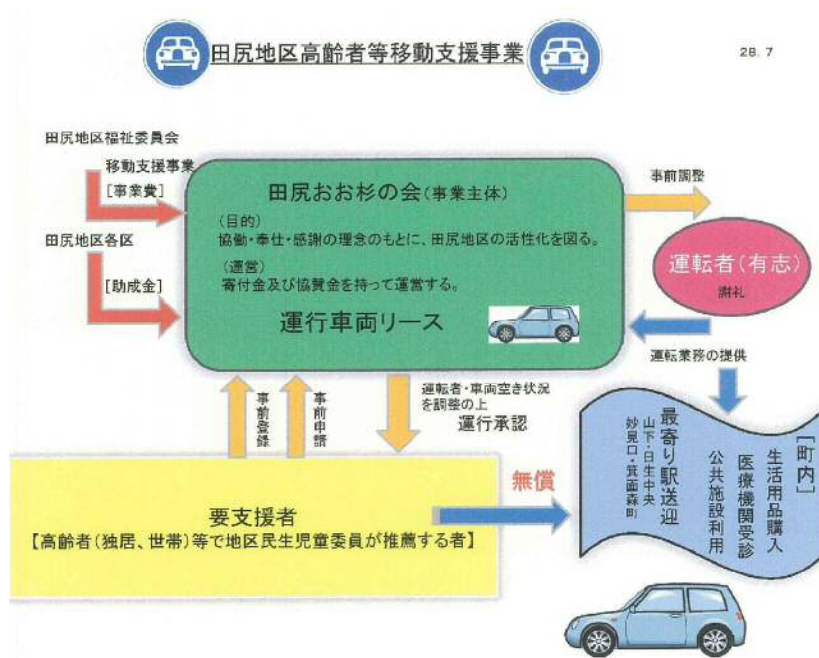 田尻地区高齢者等移動支援事業
28. 7
田尻地区福祉委員会
移動支援事業
[事業費]
田尻地区各区
[助成金]
田尻おお杉の会(事業主体)
(目的)
協働・奉仕・感謝の理念のもとに、田尻地区の活性化を図る。
(運営)
寄付金及び協賛金を持って運営する。
運行車両リース
事前調整
運転者(有志)
謝礼
運転業務の提供
事前登録
事前申請
運転者・車両空き状況
を調整の上
運行承認
要支援者
【高齢者(独居、世帯)等で地区民生児童委員が推薦する者】
無償
[町内]
生活用品購入
医療機関受診
公共施設利用
最寄り駅送迎
山下・日生中央
妙見口・箕面森町